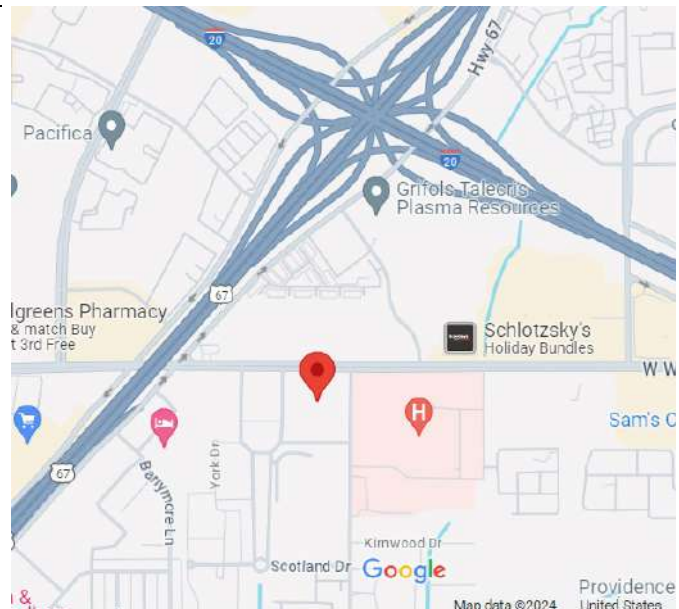 20
Hwy 67
Pacifica
20
Grifols Talecris
Plasma Resources
67
lgreens Pharmacy
& match Buy
t 3rd Free
Schlotzsky's
Holiday Bundles
W W
H
Sam's C
67
Banymore Ln
York Dr
Kirnwood Dr
Scotland Dr
Google
Providence
&
Map data ©2024
United States